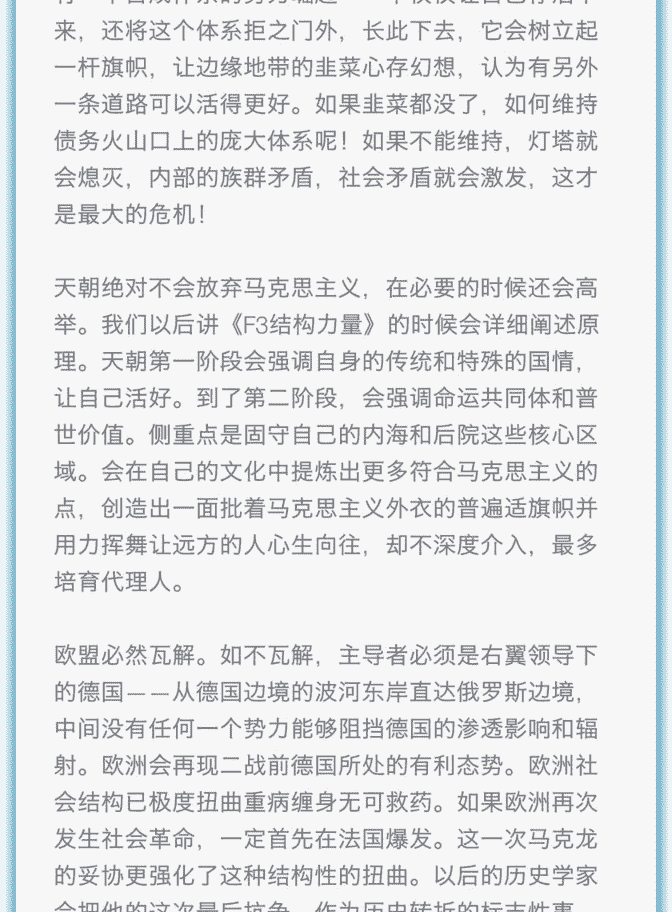 来，还将这个体系拒之门外，长此下去，它会树立起
一杆旗帜，让边缘地带的韭菜心存幻想，认为有另外
一条道路可以活得更好。如果韭菜都没了，如何维持
债务火山口上的庞大体系呢！如果不能维持，灯塔就
会熄灭，内部的族群矛盾，社会矛盾就会激发，这才
是最大的危机！
天朝绝对不会放弃马克思主义，在必要的时候还会高
举。我们以后讲《F3结构力量》的时候会详细阐述原
理。天朝第一阶段会强调自身的传统和特殊的国情，
让自己活好。到了第二阶段，会强调命运共同体和普
世价值。侧重点是固守自己的内海和后院这些核心区
域。会在自己的文化中提炼出更多符合马克思主义的
点，创造出一面批着马克思主义外衣的普遍适旗帜并
用力挥舞让远方的人心生向往，却不深度介入，最多
培育代理人。
欧盟必然瓦解。如不瓦解，主导者必须是右翼领导下
的德国——从德国边境的波河东岸直达俄罗斯边境，
中间没有任何一个势力能够阻挡德国的渗透影响和辐
射。欧洲会再现二战前德国所处的有利态势。欧洲社
会结构已极度扭曲重病缠身无可救药。如果欧洲再次
发生社会革命，一定首先在法国爆发。这一次马克龙
的妥协更强化了这种结构性的扭曲。以后的历史学家
会把他的这次最后抗争，作为历史转折的标志性事